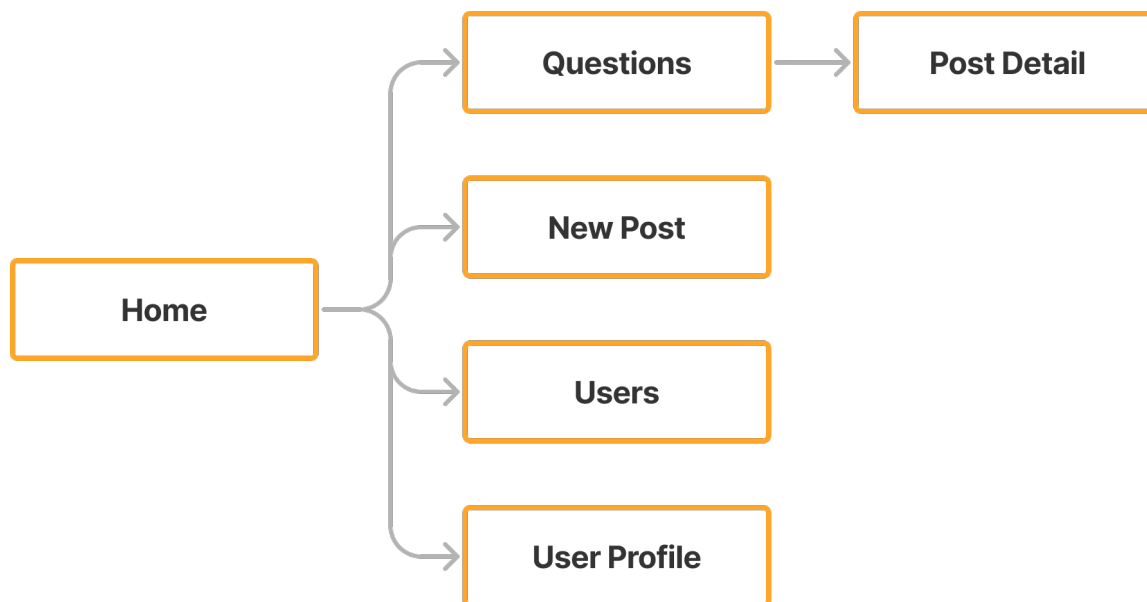 Questions
Post Detail
New Post
Home
Users
User Profile